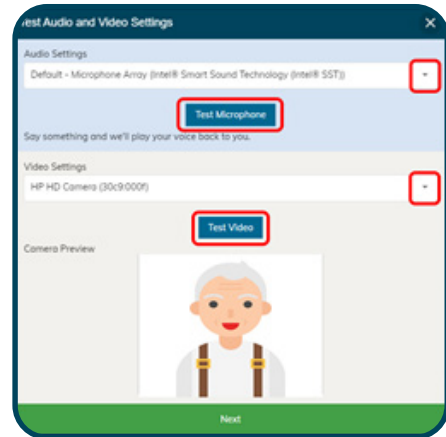 Test Audio and Video Settings
Audio Settings
Default - Microphone Array (Intel® Smart Sound Technology (Intel® SST))
Test Microphone
Say something and we'll play your voice back to you.
Video Settings
HP HD Camera (30c9:000f)
Test Video
Camera Preview
Next